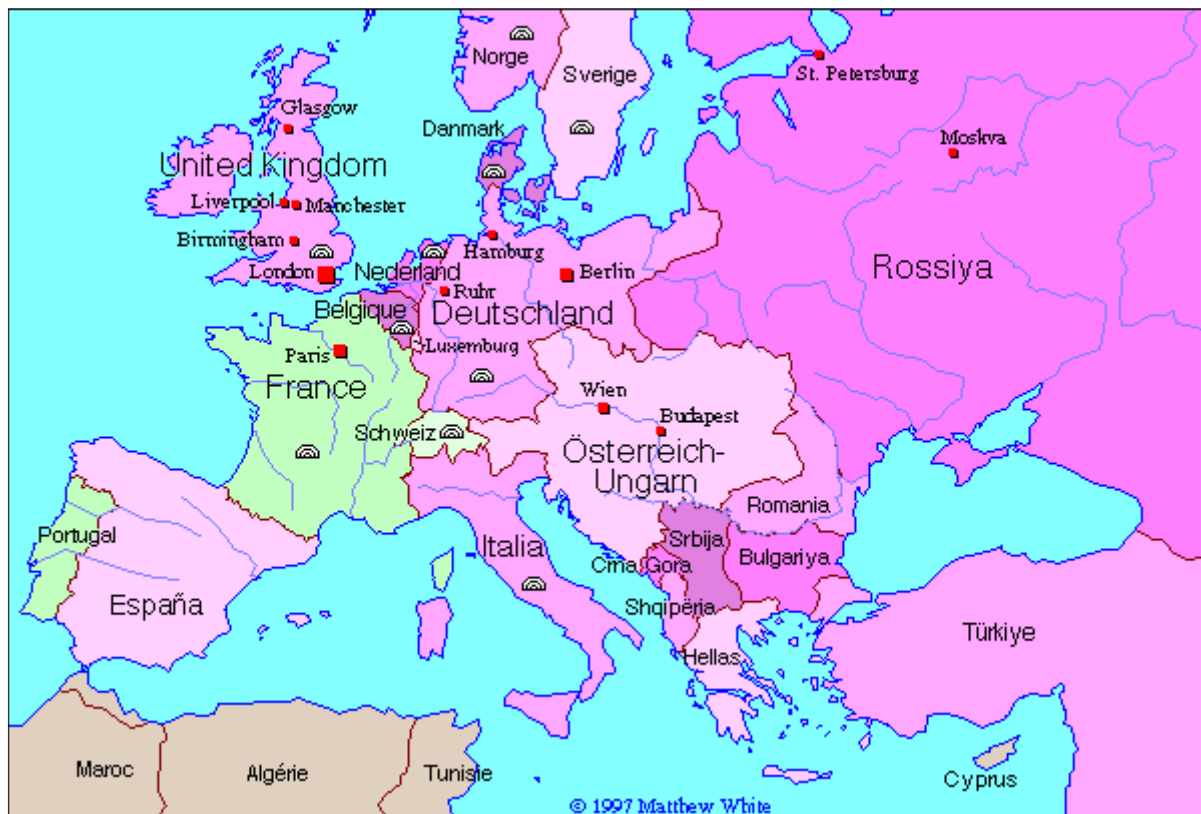 Norge
Sverige
St. Petersburg
Glasgow
Danmark
Moskva
United Kingdom
Liverpool
Manchester
Birmingham
Hamburg
London
Nederland
Berlin
Rossiya
Ruhr
Belgique
Deutschland
Luxemburg
Paris
France
Wien
Budapest
Schweiz
Österreich-
Ungarn
Romania
Portugal
Italia
Srbija
Bulgariya
Crna Gora
España
Shqipëria
Türkiye
Hellas
Maroc
Algérie
Tunisie
Cyprus
© 1997 Matthew White